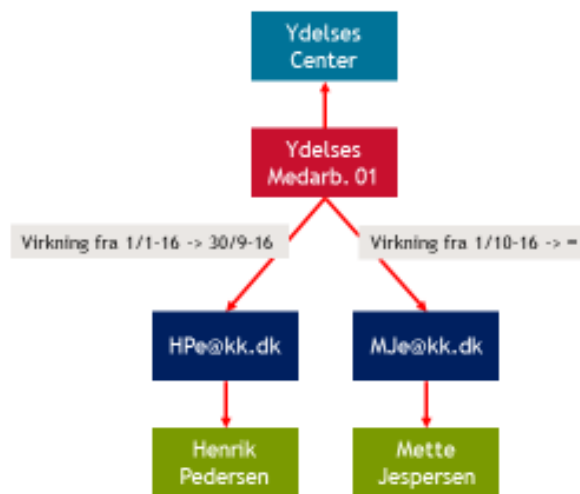 Ydelses
Center
Ydelses
Medarb. 01
Virkning fra 1/1-16 -> 30/9-16
Virkning fra 1/10-16 -> =
HPe@kk.dk
MJe@kk.dk
Henrik
Pedersen
Mette
Jespersen